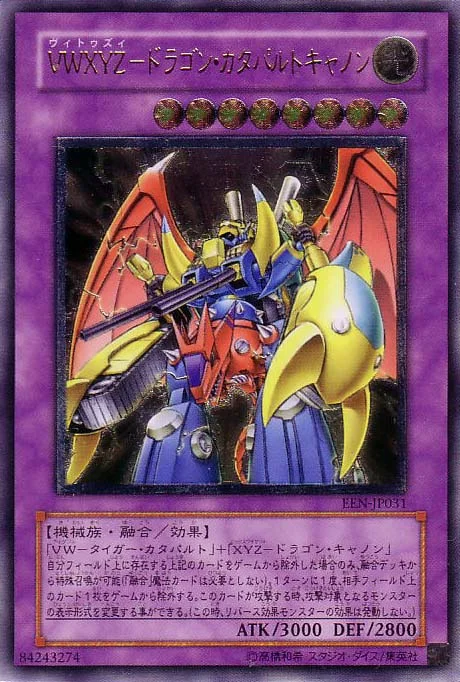 ヴィトゥズィ
VWXYZ－ドラゴン・カタパルトキャノン 光
EEN-JP031
【機械族・融合／効果】
「VW－タイガー・カタパルト」＋「XYZ－ドラゴン・キャノン」
自分フィールド上に存在する上記のカードをゲームから除外した場合のみ、融合デッキか
ら特殊召喚が可能（「融合」魔法カードは必要としない）。1ターンに1度、相手フィールド上
のカード1枚をゲームから除外する。このカードが攻撃する時、攻撃対象となるモンスター
の表示形式を変更する事ができる。（この時、リバース効果モンスターの効果は発動しない。）
ATK/3000 DEF/2800
84243274
©高橋和希 スタジオ・ダイス/集英社